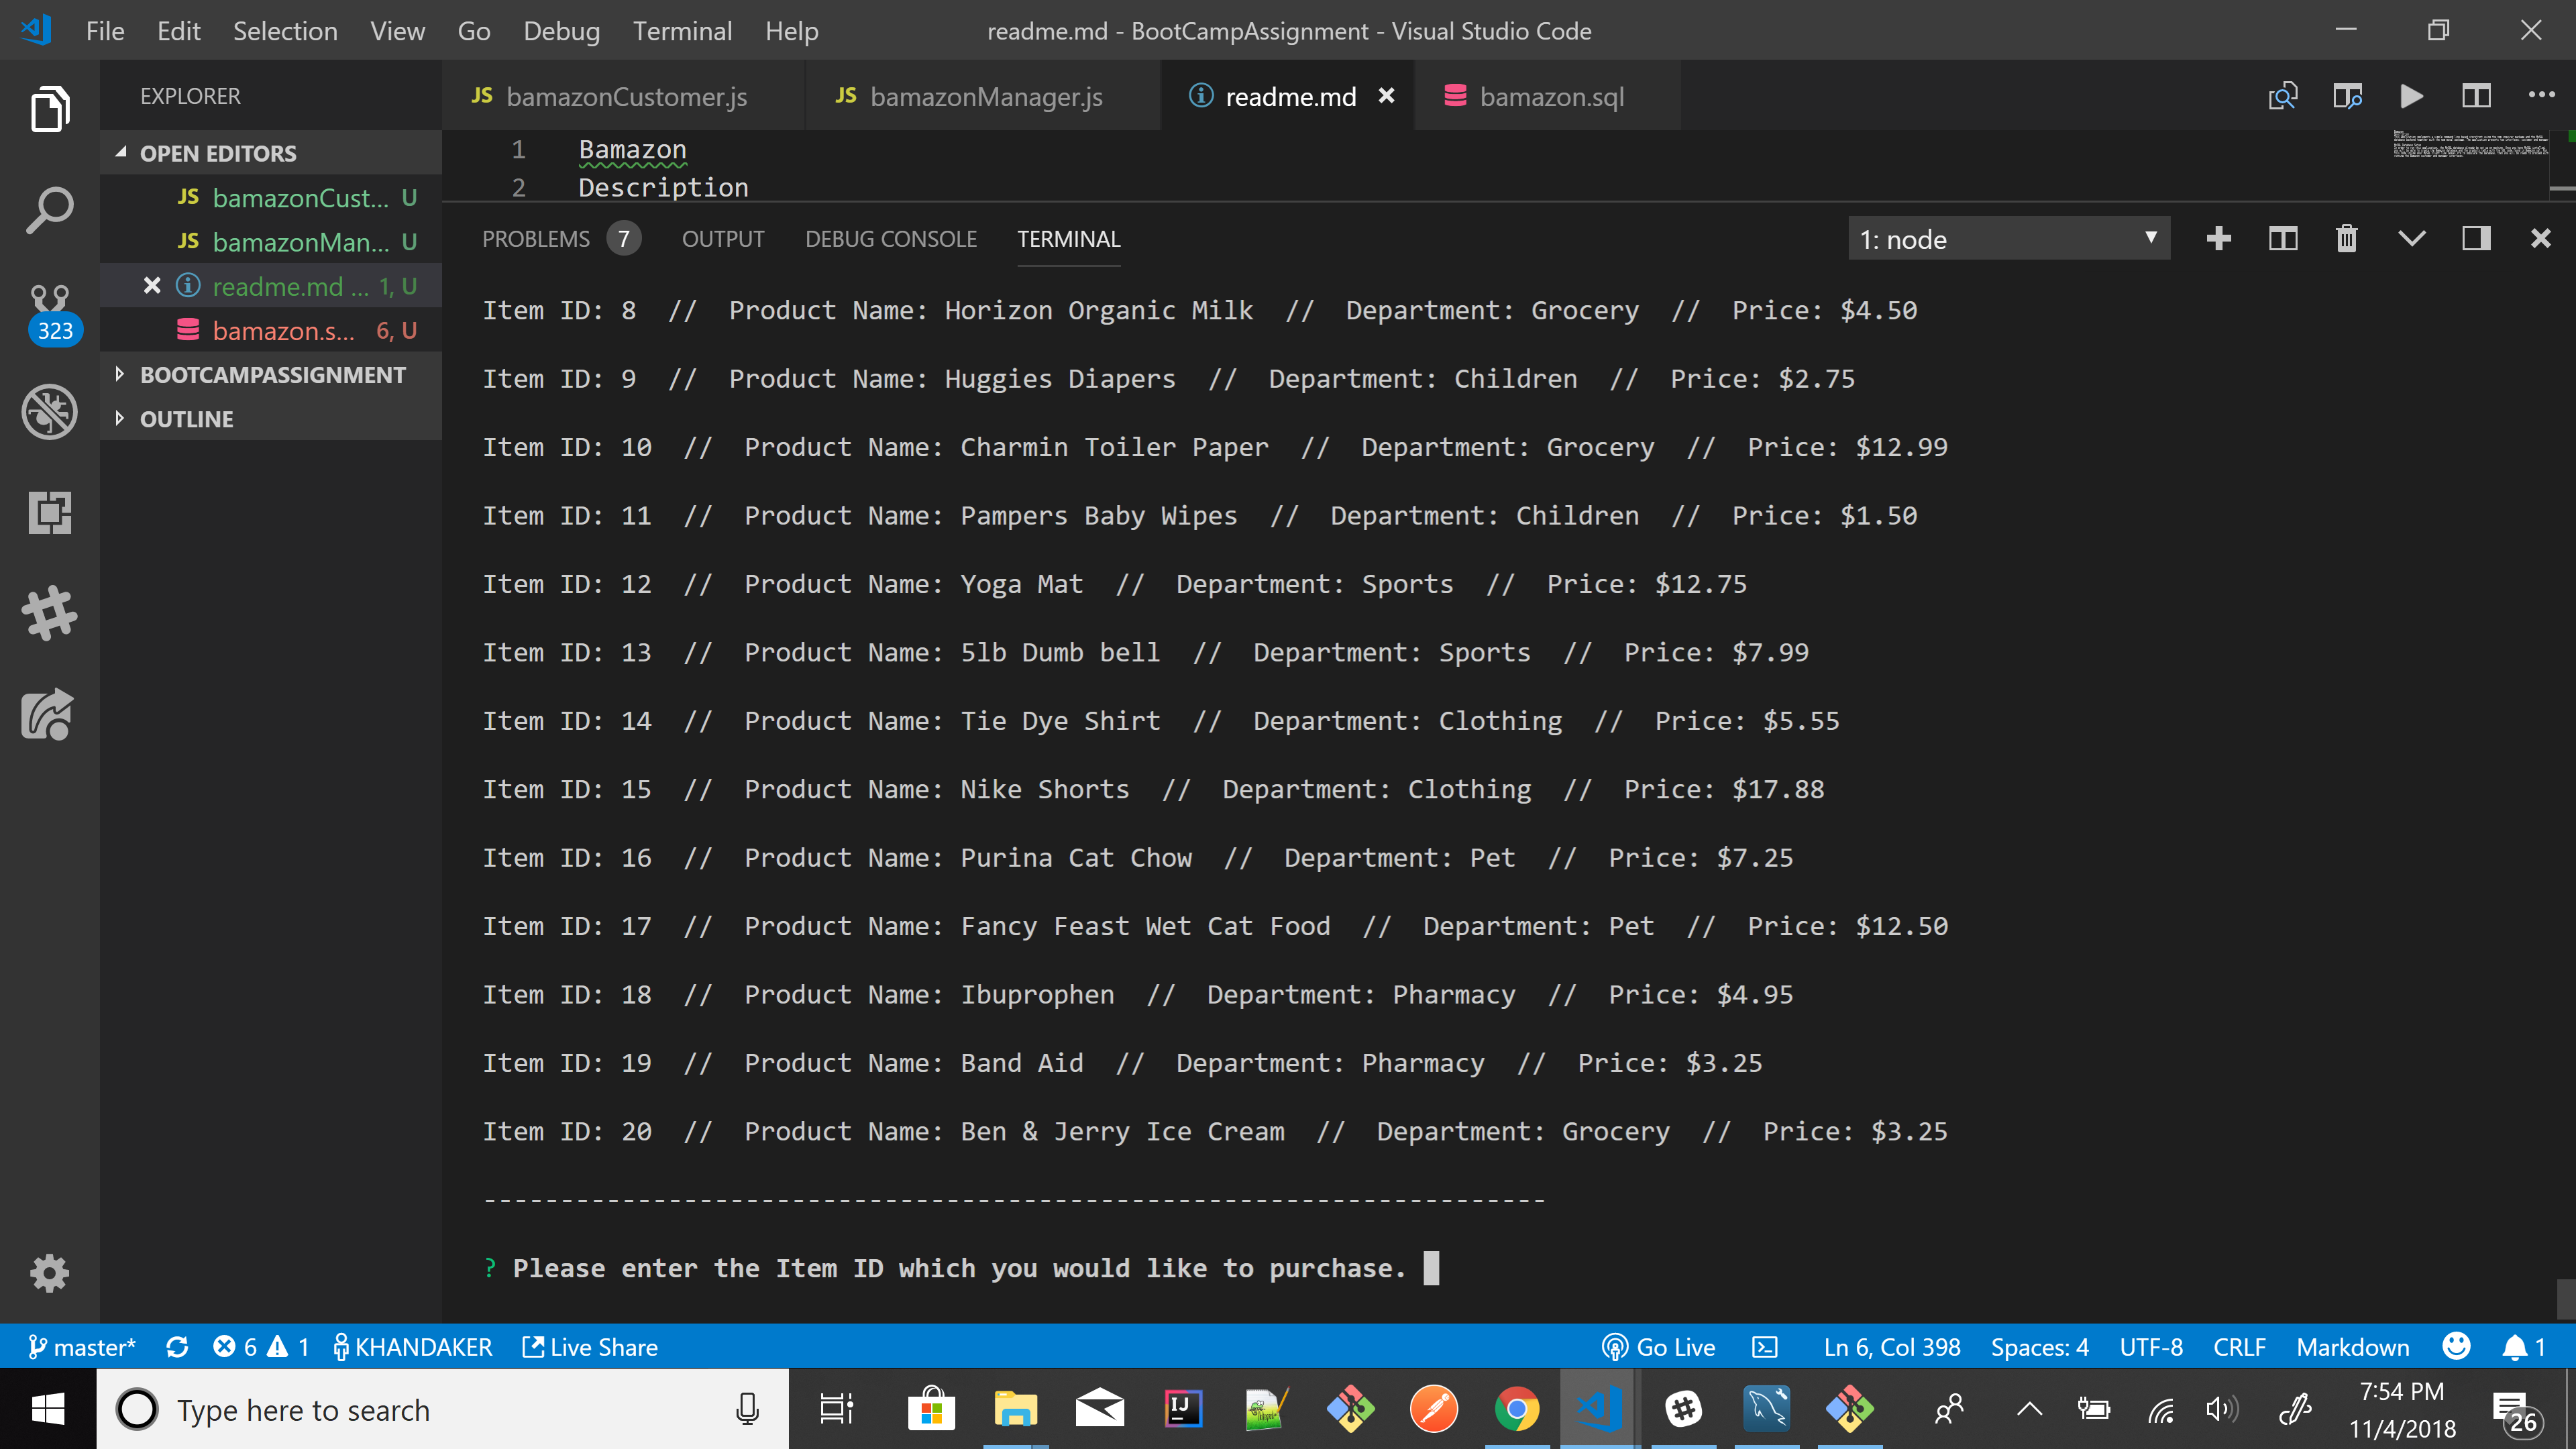 File Edit Selection View Go Debug Terminal Help readme.md - BootCampAssignment - Visual Studio Code
EXPLORER
JS bamazonCustomer.js JS bamazonManager.js readme.md bamazon.sql
OPEN EDITORS
JS bamazonCust... U
JS bamazonMan... U
readme.md ... 1, U
bamazon.s... 6, U
BOOTCAMPASSIGNMENT
OUTLINE
323
1 Bamazon
2 Description
PROBLEMS 7 OUTPUT DEBUG CONSOLE TERMINAL 1: node
Item ID: 8 // Product Name: Horizon Organic Milk // Department: Grocery // Price: $4.50
Item ID: 9 // Product Name: Huggies Diapers // Department: Children // Price: $2.75
Item ID: 10 // Product Name: Charmin Toiler Paper // Department: Grocery // Price: $12.99
Item ID: 11 // Product Name: Pampers Baby Wipes // Department: Children // Price: $1.50
Item ID: 12 // Product Name: Yoga Mat // Department: Sports // Price: $12.75
Item ID: 13 // Product Name: 5lb Dumb bell // Department: Sports // Price: $7.99
Item ID: 14 // Product Name: Tie Dye Shirt // Department: Clothing // Price: $5.55
Item ID: 15 // Product Name: Nike Shorts // Department: Clothing // Price: $17.88
Item ID: 16 // Product Name: Purina Cat Chow // Department: Pet // Price: $7.25
Item ID: 17 // Product Name: Fancy Feast Wet Cat Food // Department: Pet // Price: $12.50
Item ID: 18 // Product Name: Ibuprophen // Department: Pharmacy // Price: $4.95
Item ID: 19 // Product Name: Band Aid // Department: Pharmacy // Price: $3.25
Item ID: 20 // Product Name: Ben & Jerry Ice Cream // Department: Grocery // Price: $3.25
---------------------------------------------------------------------
? Please enter the Item ID which you would like to purchase.
master* 6 1 KHANDAKER Live Share Go Live Ln 6, Col 398 Spaces: 4 UTF-8 CRLF Markdown 1
Type here to search IJ 7:54 PM
11/4/2018 26